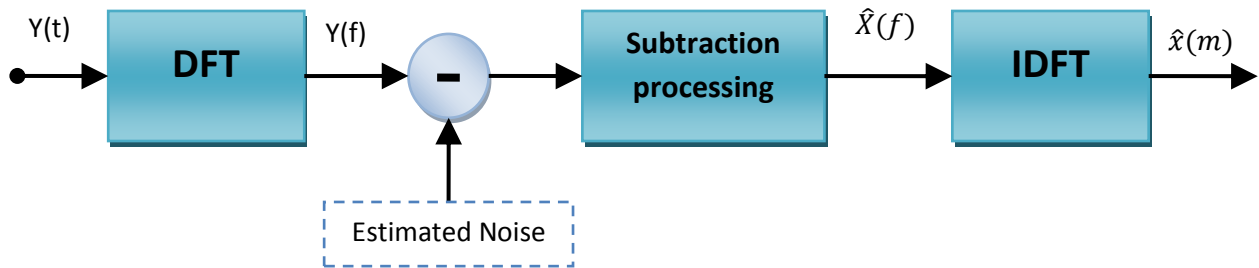 Y(t)
DFT
Y(f)
-
Subtraction
processing
X̂(f)
IDFT
x̂(m)
Estimated Noise